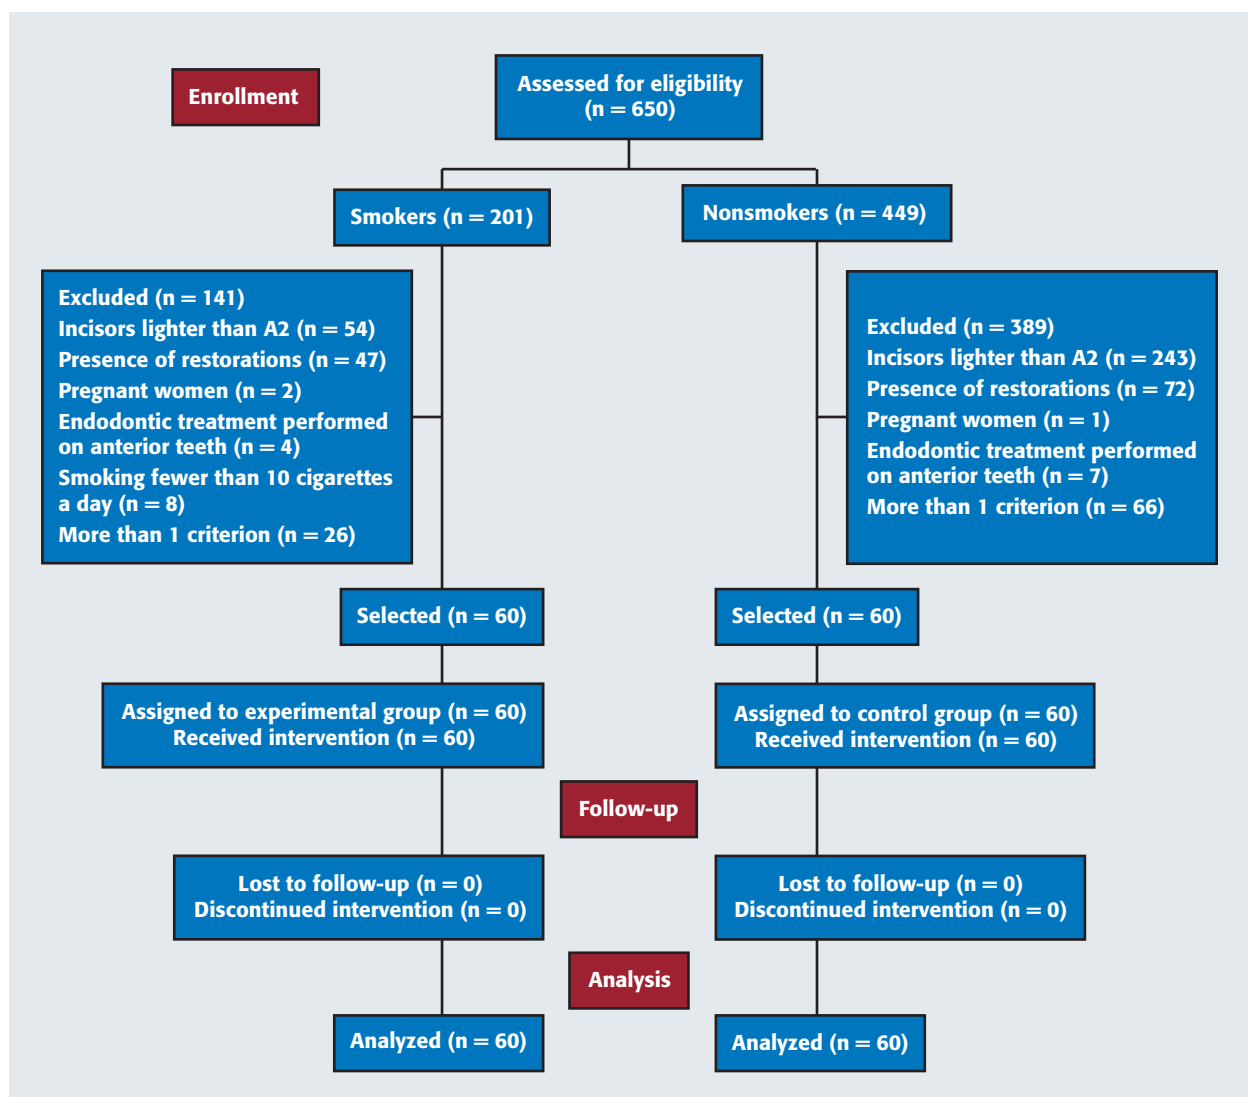 Enrollment
Assessed for eligibility
(n = 650)
Smokers (n = 201)
Nonsmokers (n = 449)
Excluded (n = 141)
Incisors lighter than A2 (n = 54)
Presence of restorations (n = 47)
Pregnant women (n = 2)
Endodontic treatment performed
on anterior teeth (n = 4)
Smoking fewer than 10 cigarettes
a day (n = 8)
More than 1 criterion (n = 26)
Excluded (n = 389)
Incisors lighter than A2 (n = 243)
Presence of restorations (n = 72)
Pregnant women (n = 1)
Endodontic treatment performed
on anterior teeth (n = 7)
More than 1 criterion (n = 66)
Selected (n = 60)
Selected (n = 60)
Assigned to experimental group (n = 60)
Received intervention (n = 60)
Assigned to control group (n = 60)
Received intervention (n = 60)
Follow-up
Lost to follow-up (n = 0)
Discontinued intervention (n = 0)
Lost to follow-up (n = 0)
Discontinued intervention (n = 0)
Analysis
Analyzed (n = 60)
Analyzed (n = 60)